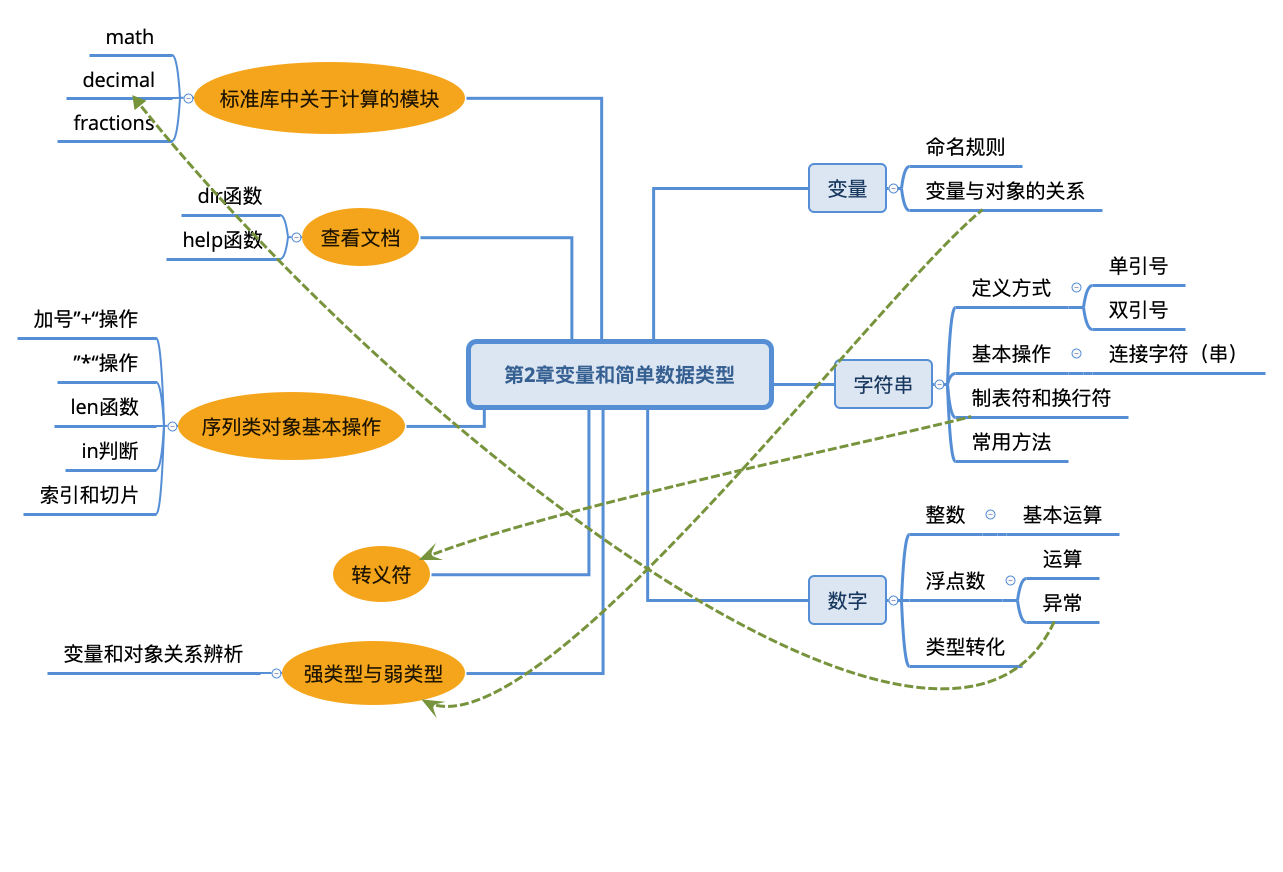 math
decimal
fractions
标准库中关于计算的模块
dir函数
help函数
查看文档
加号”+“操作
”*“操作
len函数
in判断
索引和切片
序列类对象基本操作
转义符
变量和对象关系辨析
强类型与弱类型
第2章变量和简单数据类型
变量
命名规则
变量与对象的关系
字符串
定义方式
单引号
双引号
基本操作
连接字符（串）
制表符和换行符
常用方法
数字
整数
基本运算
浮点数
运算
异常
类型转化